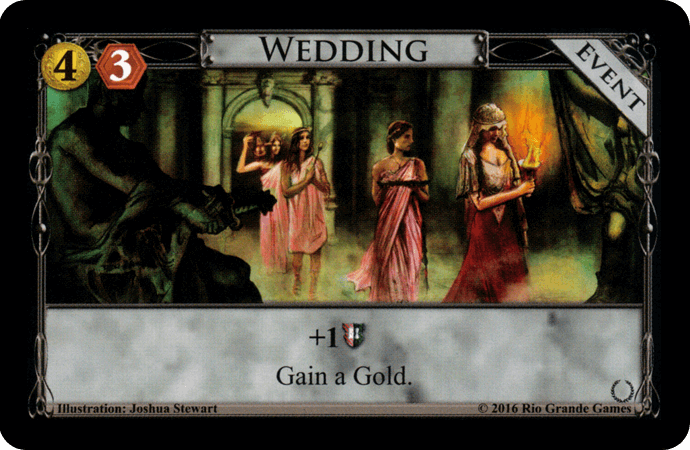 4 3 WEDDING
EVENT
+1
Gain a Gold.
Illustration: Joshua Stewart © 2016 Rio Grande Games